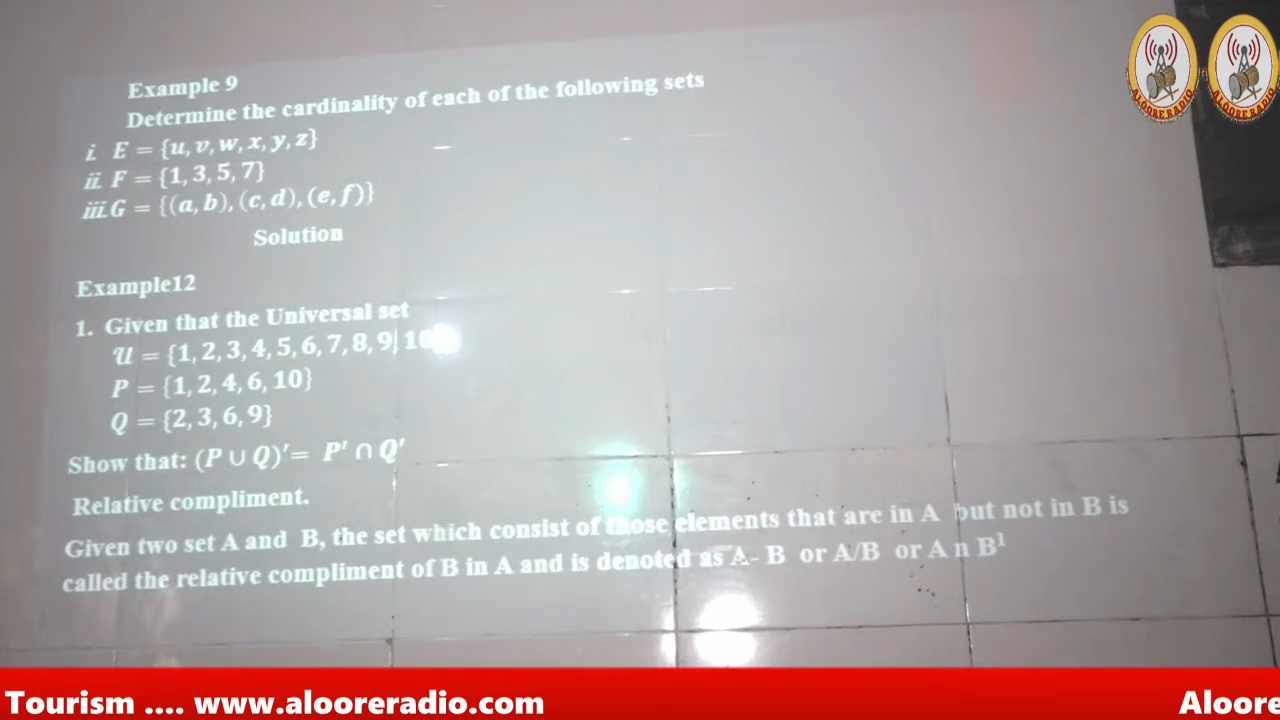 Example 9
Determine the cardinality of each of the following sets
i. E = {u, v, w, x, y, z}
ii. F = {1, 3, 5, 7}
iii. G = {(a, b), (c, d), (e, f)}
Solution
Example12
1. Given that the Universal set
U = {1, 2, 3, 4, 5, 6, 7, 8, 9, 10
P = {1, 2, 4, 6, 10}
Q = {2, 3, 6, 9}
Show that: (P ∪ Q)′= P′ ∩ Q′
Relative compliment.
Given two set A and B, the set which consist of those elements that are in A but not in B is
called the relative compliment of B in A and is denoted as A- B or A/B or A n B¹
ALOORE RADIO
ALOORE RADIO
Tourism .... www.alooreradio.com
Aloore